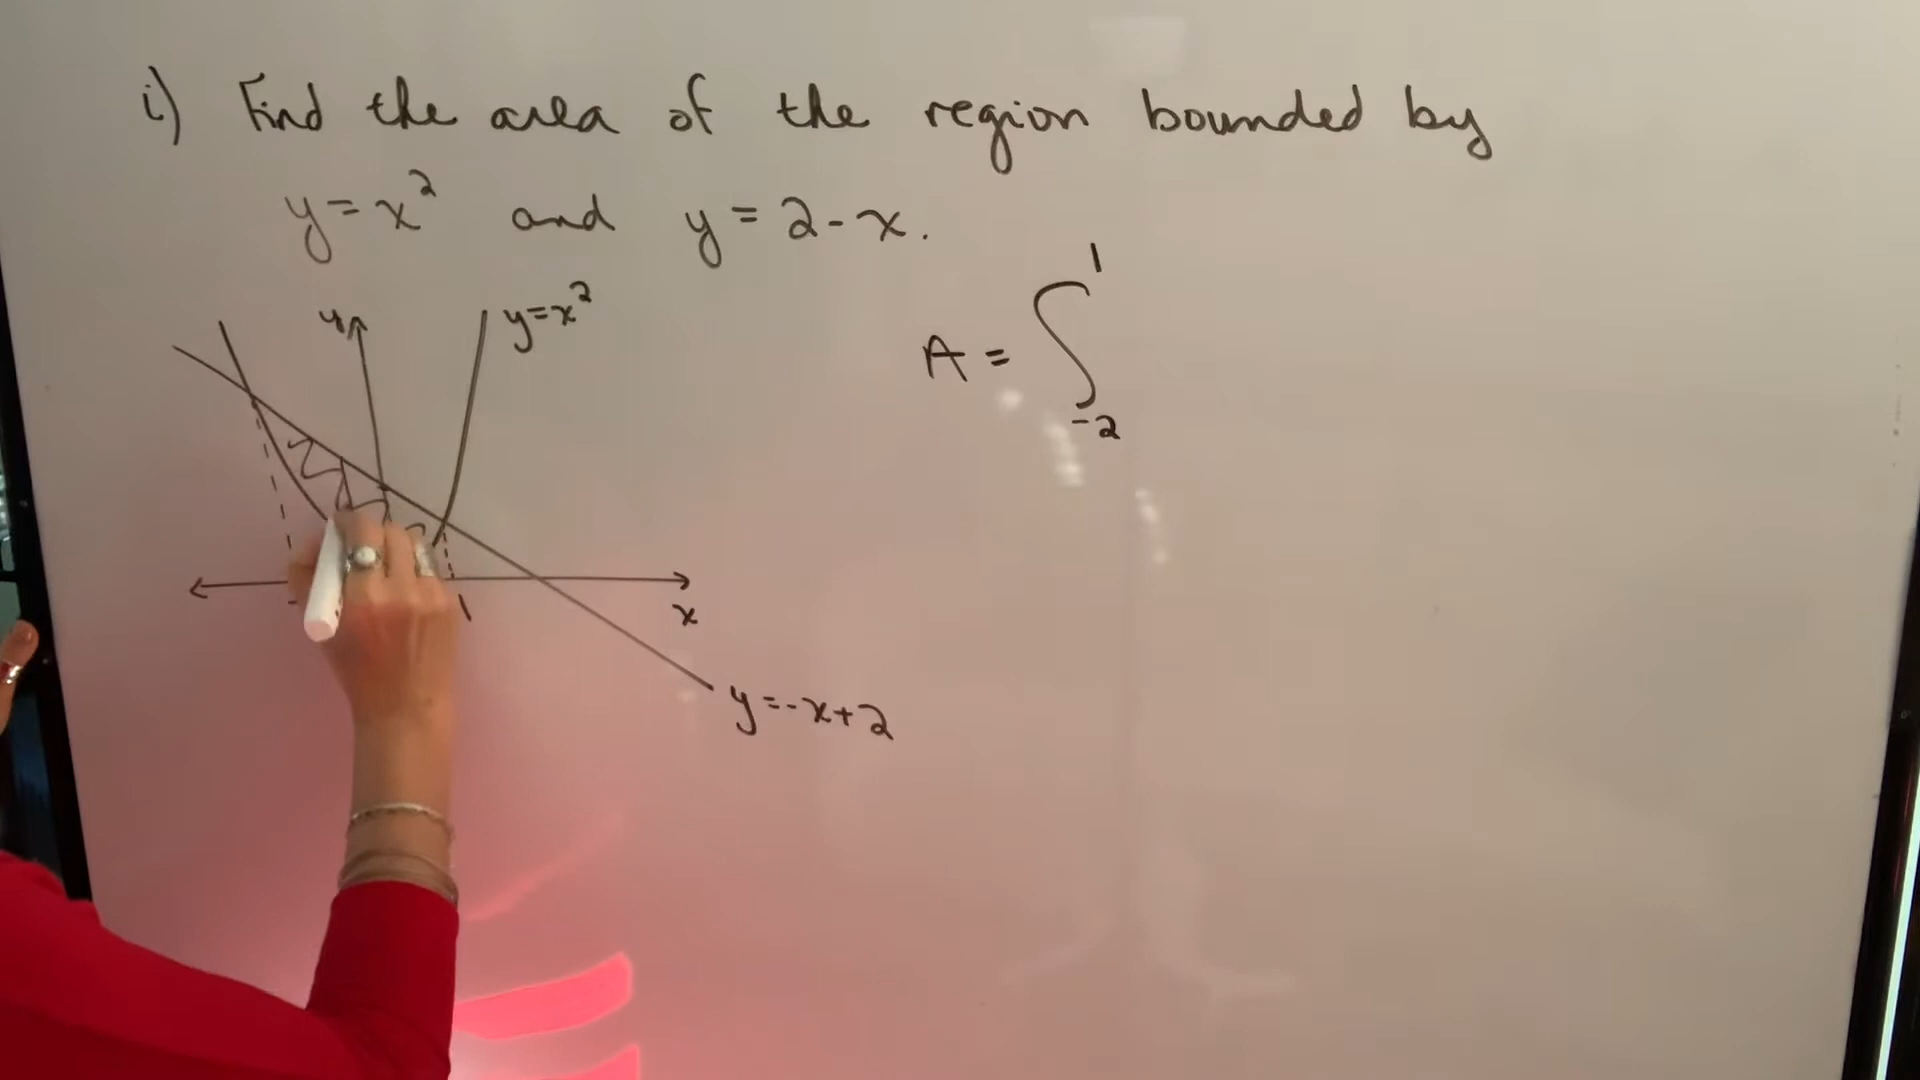 i) Find the area of the region bounded by
y = x² and y = 2 - x.
y
y=x²
1
A = ∫
-2
1
x
y=-x+2